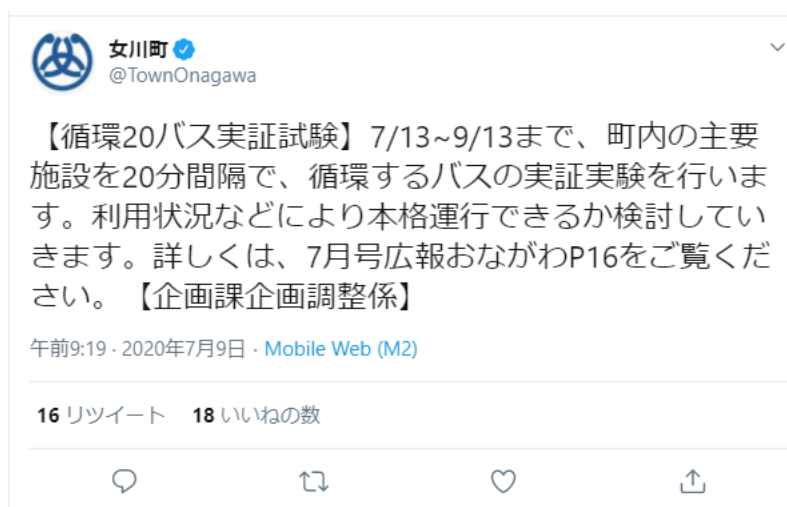 女川町
@TownOnagawa
【循環20バス実証試験】7/13~9/13まで、町内の主要
施設を20分間隔で、循環するバスの実証実験を行いま
す。利用状況などにより本格運行できるか検討してい
きます。詳しくは、7月号広報おながわP16をご覧くだ
さい。【企画課企画調整係】
午前9:19 · 2020年7月9日 · Mobile Web (M2)
16 リツイート 18 いいねの数